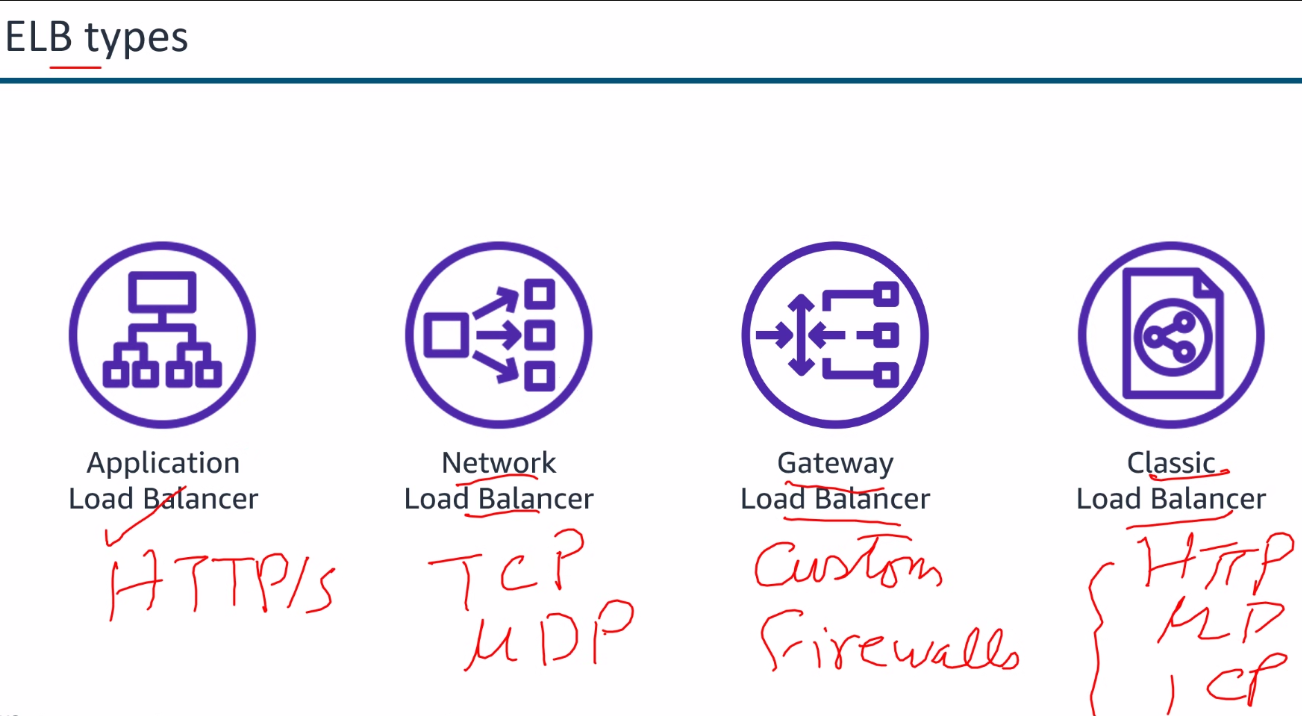 ELB types
Application
Load Balancer
HTTP/s
Network
Load Balancer
TCP
UDP
Gateway
Load Balancer
Custom
Firewalls
Classic
Load Balancer
HTTP
TCP